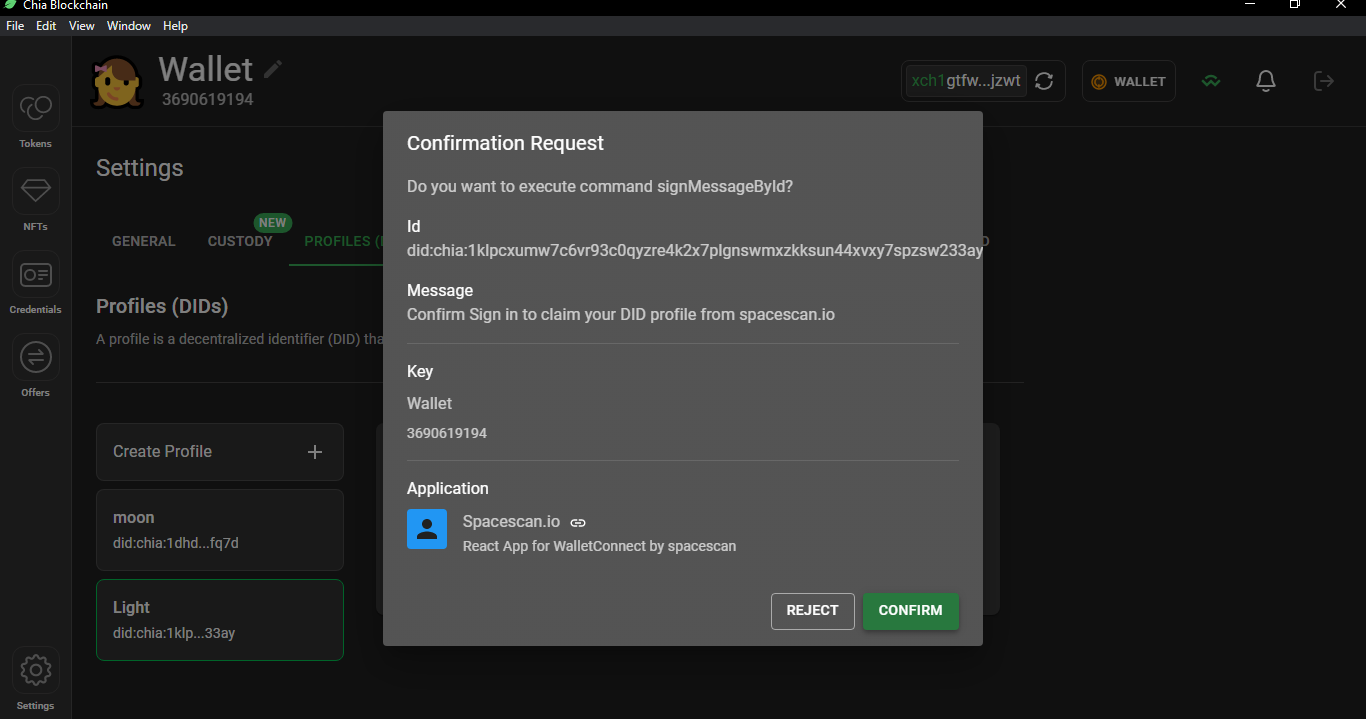 Chia Blockchain
File Edit View Window Help
Wallet
3690619194
xch1gtfw...jzwt
WALLET
Tokens
NFTs
Credentials
Offers
Settings
Settings
NEW
GENERAL CUSTODY PROFILES (
Profiles (DIDs)
A profile is a decentralized identifier (DID) tha
Create Profile
moon
did:chia:1dhd...fq7d
Light
did:chia:1klp...33ay
Confirmation Request
Do you want to execute command signMessageById?
Id
did:chia:1klpcxumw7c6vr93c0qyzre4k2x7plgnswmxzkksun44xvxy7spzsw233ay
Message
Confirm Sign in to claim your DID profile from spacescan.io
Key
Wallet
3690619194
Application
Spacescan.io
React App for WalletConnect by spacescan
REJECT CONFIRM